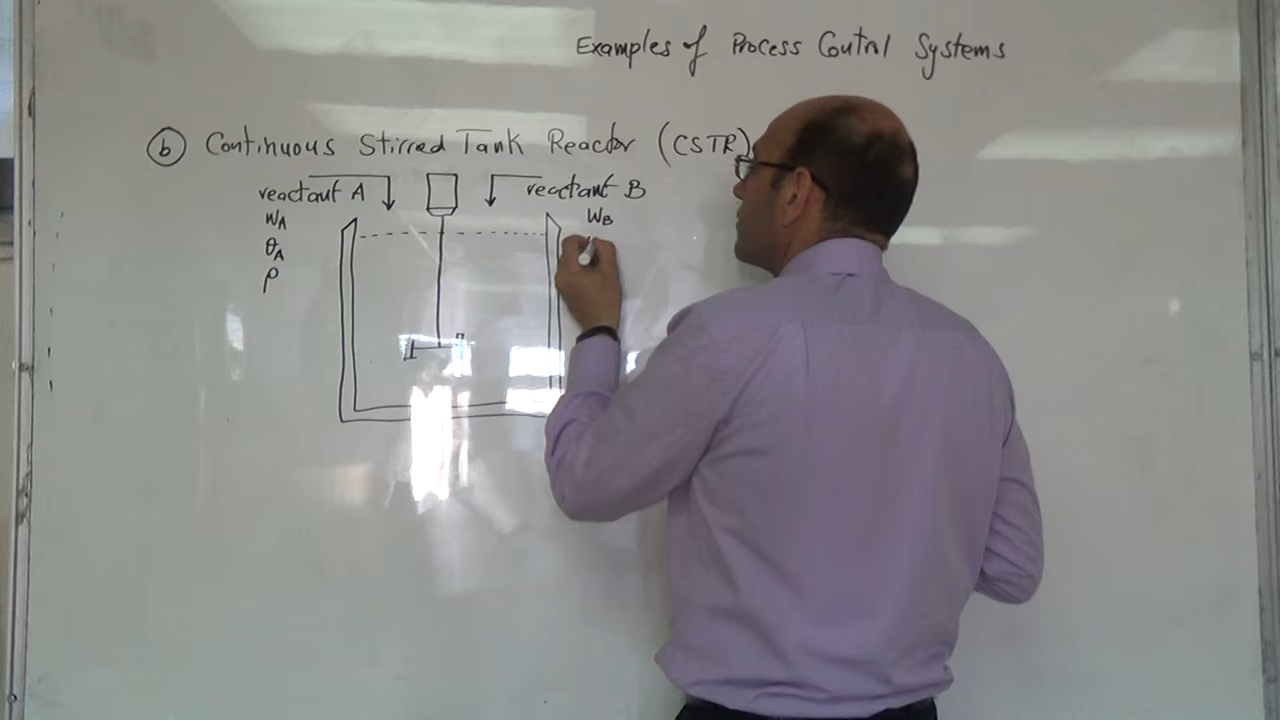 Examples of Process Control Systems
(b) Continuous Stirred Tank Reactor (CSTR)
reactant A
reactant B
WA
WB
θA
ρ